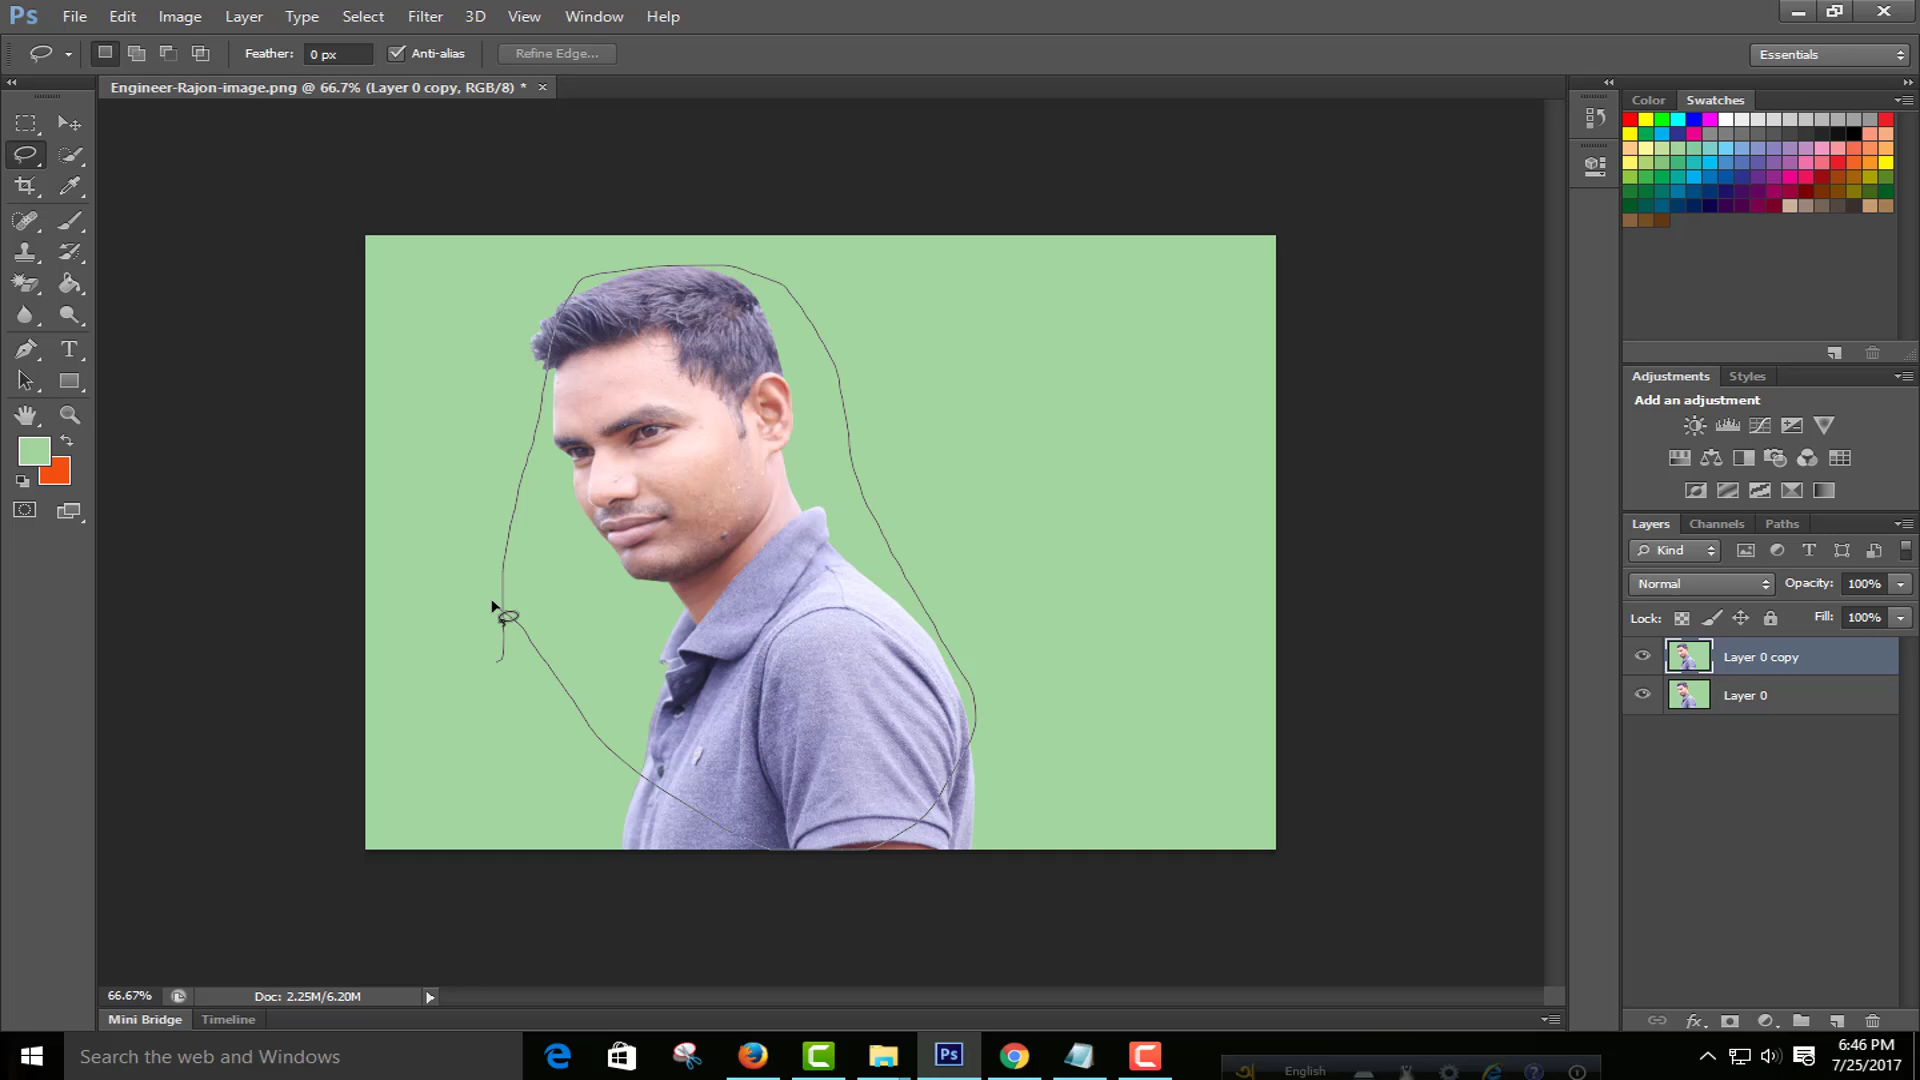 Ps File Edit Image Layer Type Select Filter 3D View Window Help
Feather: 0 px Anti-alias Refine Edge... Essentials
Engineer-Rajon-image.png @ 66.7% (Layer 0 copy, RGB/8) * ×
Color Swatches
Adjustments Styles
Add an adjustment
Layers Channels Paths
Kind
Normal Opacity: 100%
Lock: Fill: 100%
Layer 0 copy
Layer 0
66.67% Doc: 2.25M/6.20M
Mini Bridge Timeline
Search the web and Windows
Ps
English
6:46 PM
7/25/2017